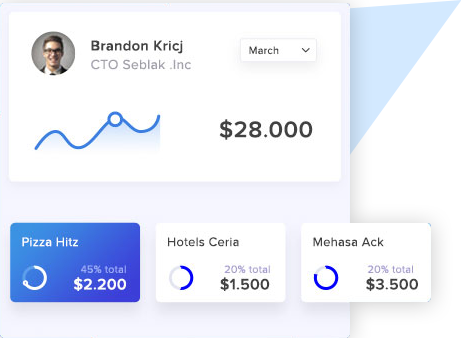 Brandon Kricj
CTO Seblak .Inc
March
$28.000
Pizza Hitz
45% total
$2.200
Hotels Ceria
20% total
$1.500
Mehasa Ack
20% total
$3.500